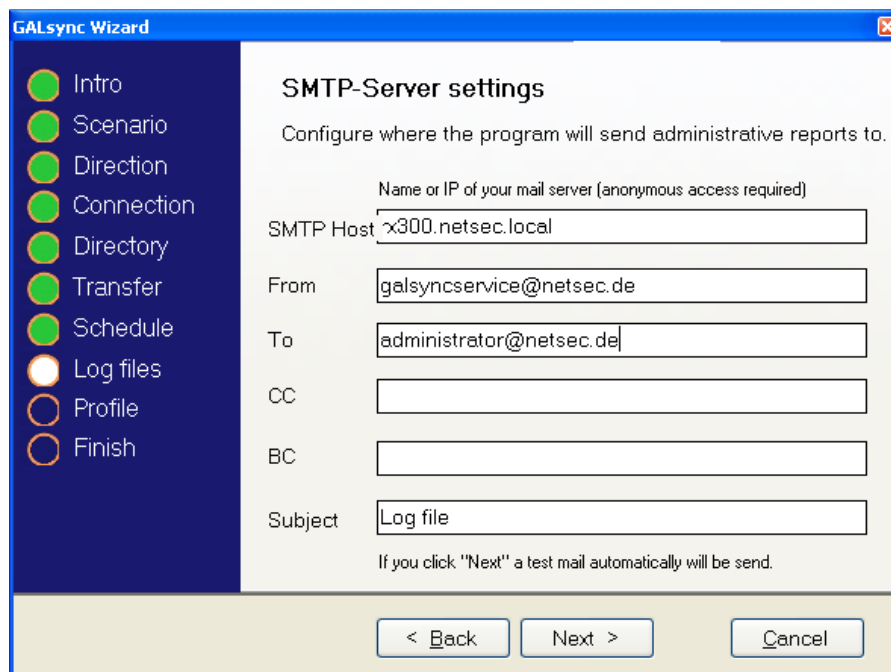 GALsync Wizard
Intro
Scenario
Direction
Connection
Directory
Transfer
Schedule
Log files
Profile
Finish
SMTP-Server settings
Configure where the program will send administrative reports to.
Name or IP of your mail server (anonymous access required)
SMTP Host rx300.netsec.local
From galsyncservice@netsec.de
To administrator@netsec.de
CC
BC
Subject Log file
If you click "Next" a test mail automatically will be send.
< Back Next > Cancel